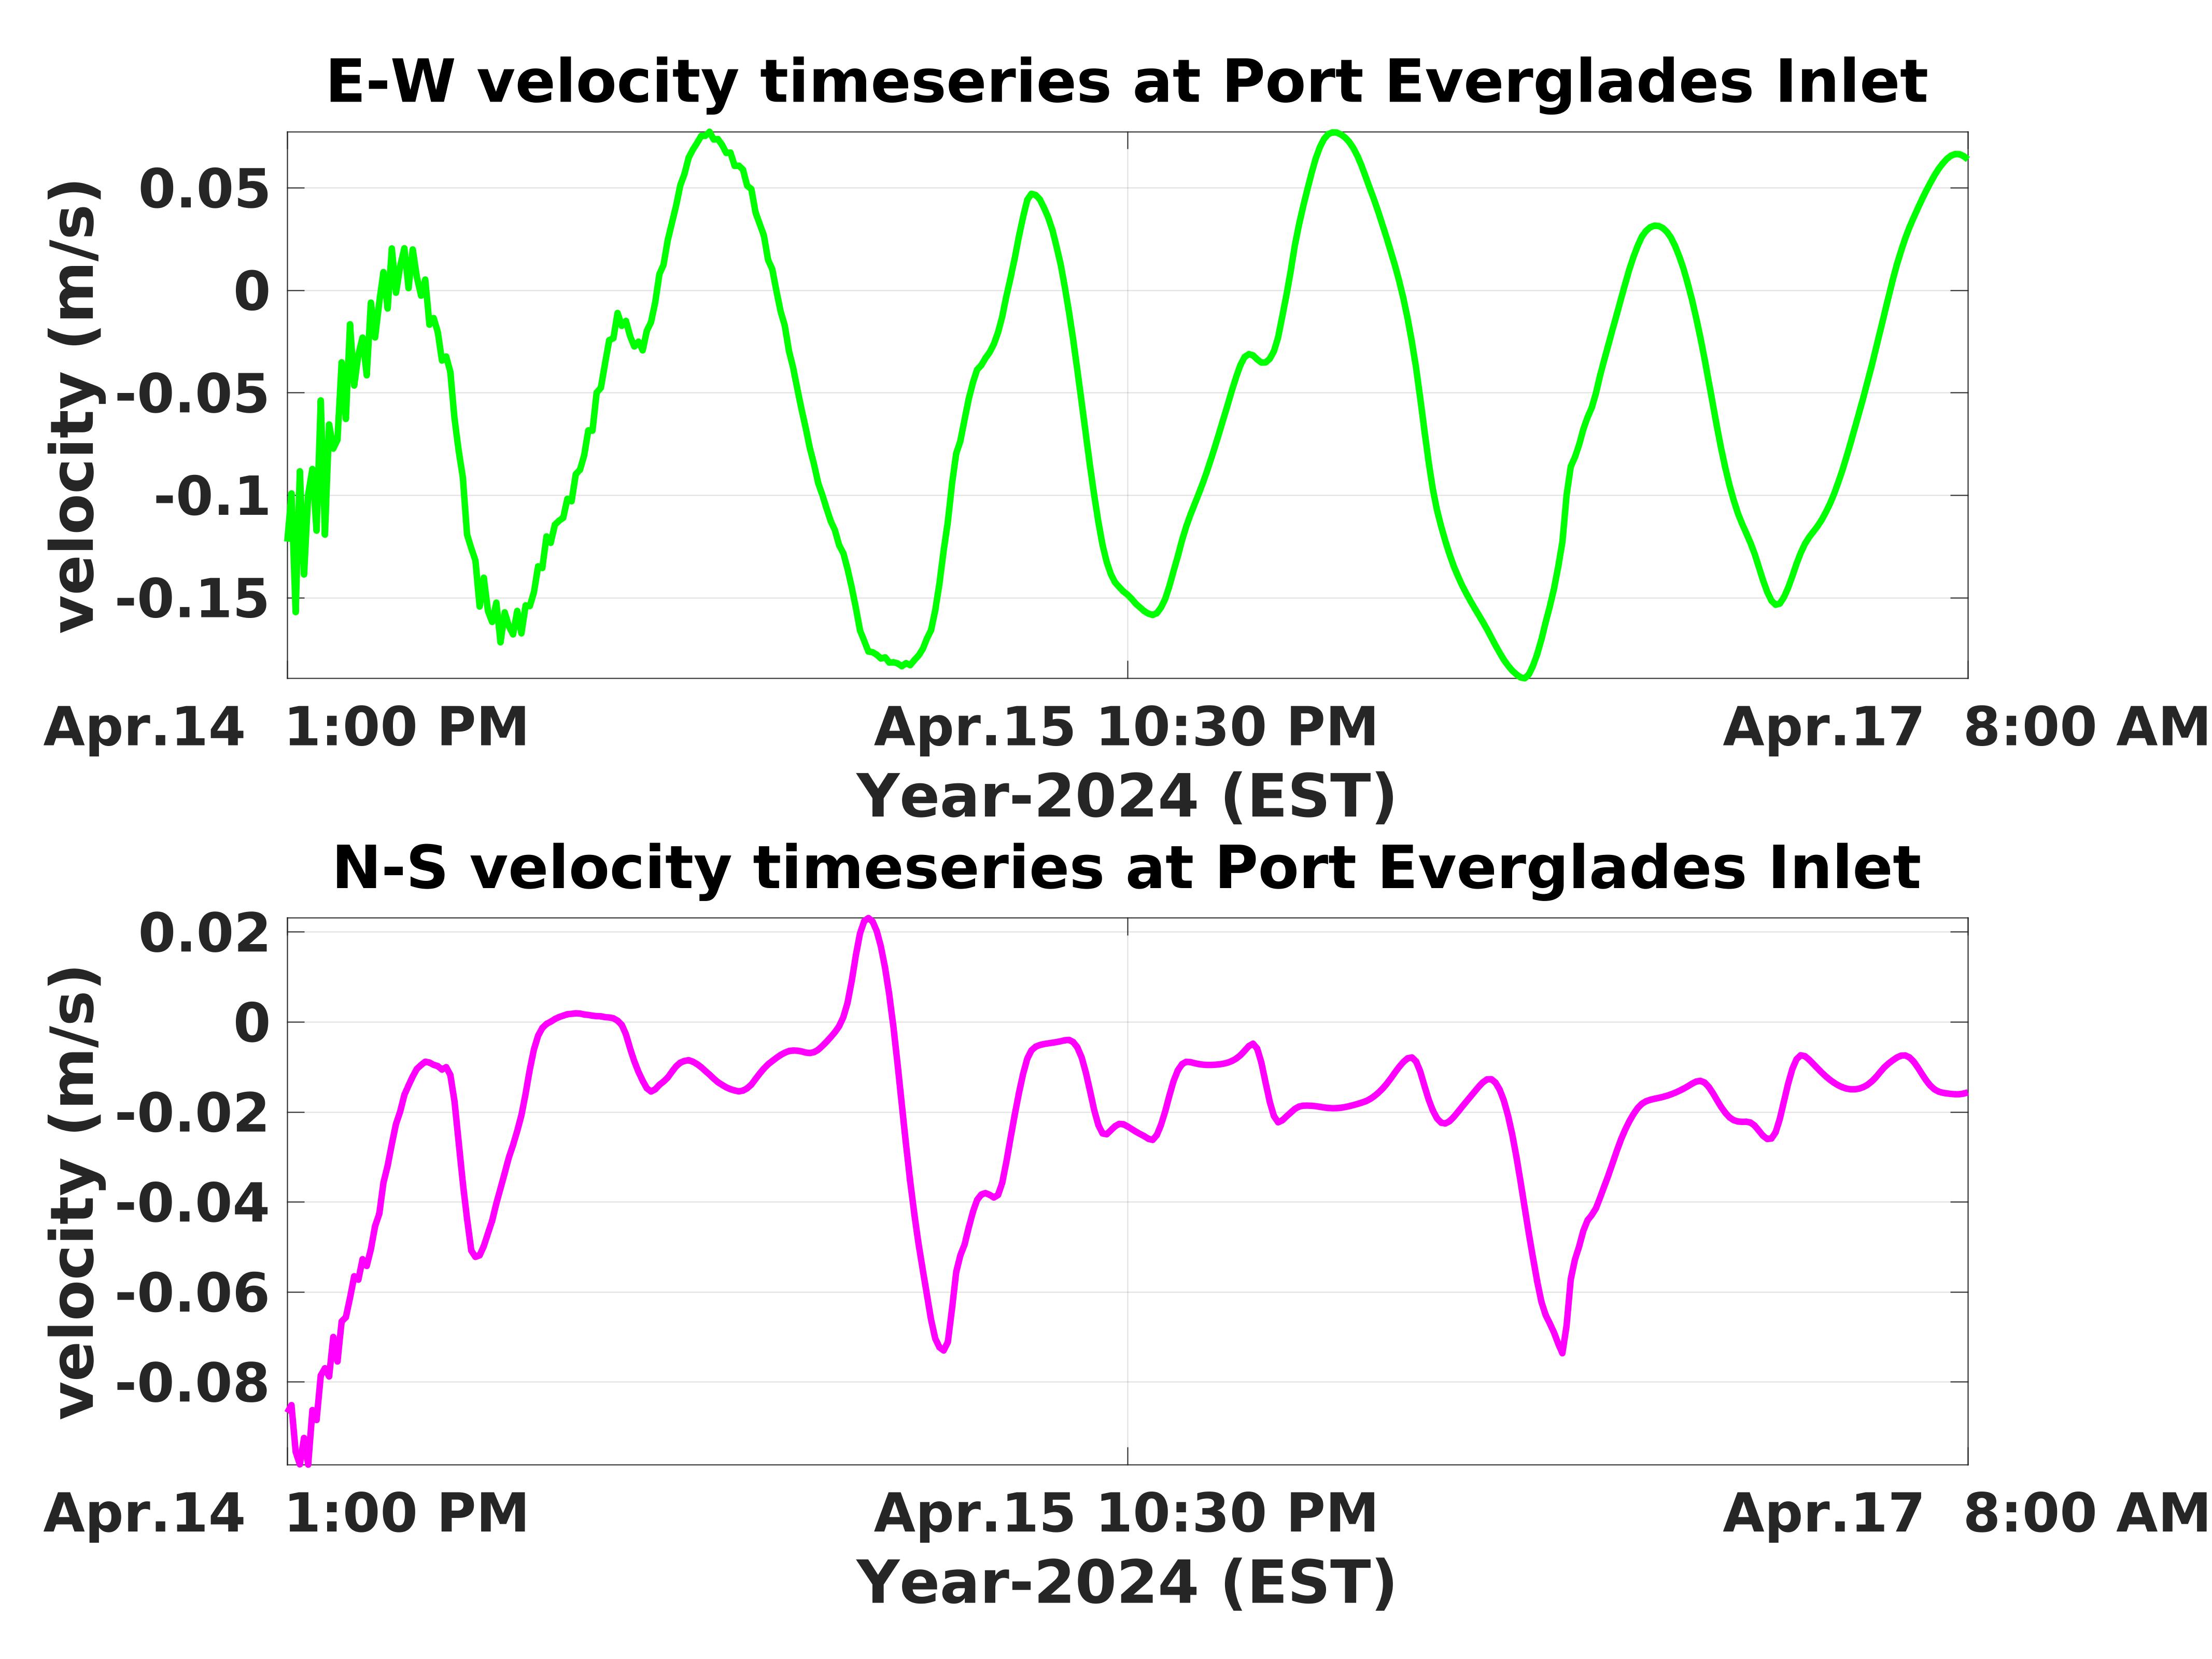 E-W velocity timeseries at Port Everglades Inlet
velocity (m/s)
0.05
0
-0.05
-0.1
-0.15
Apr.14 1:00 PM
Apr.15 10:30 PM
Apr.17 8:00 AM
Year-2024 (EST)
N-S velocity timeseries at Port Everglades Inlet
velocity (m/s)
0.02
0
-0.02
-0.04
-0.06
-0.08
Apr.14 1:00 PM
Apr.15 10:30 PM
Apr.17 8:00 AM
Year-2024 (EST)